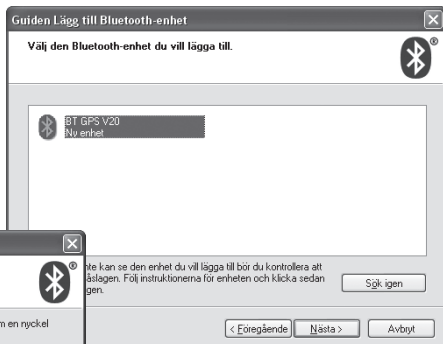 Guiden Lägg till Bluetooth-enhet
Välj den Bluetooth-enhet du vill lägga till.
BT GPS V20
Ny enhet
nte kan se den enhet du vill lägga till bör du kontrollera att
åslagen. Följ instruktionerna för enheten och klicka sedan
gen.
Sök igen
m en nyckel
< Föregående
Nästa >
Avbryt